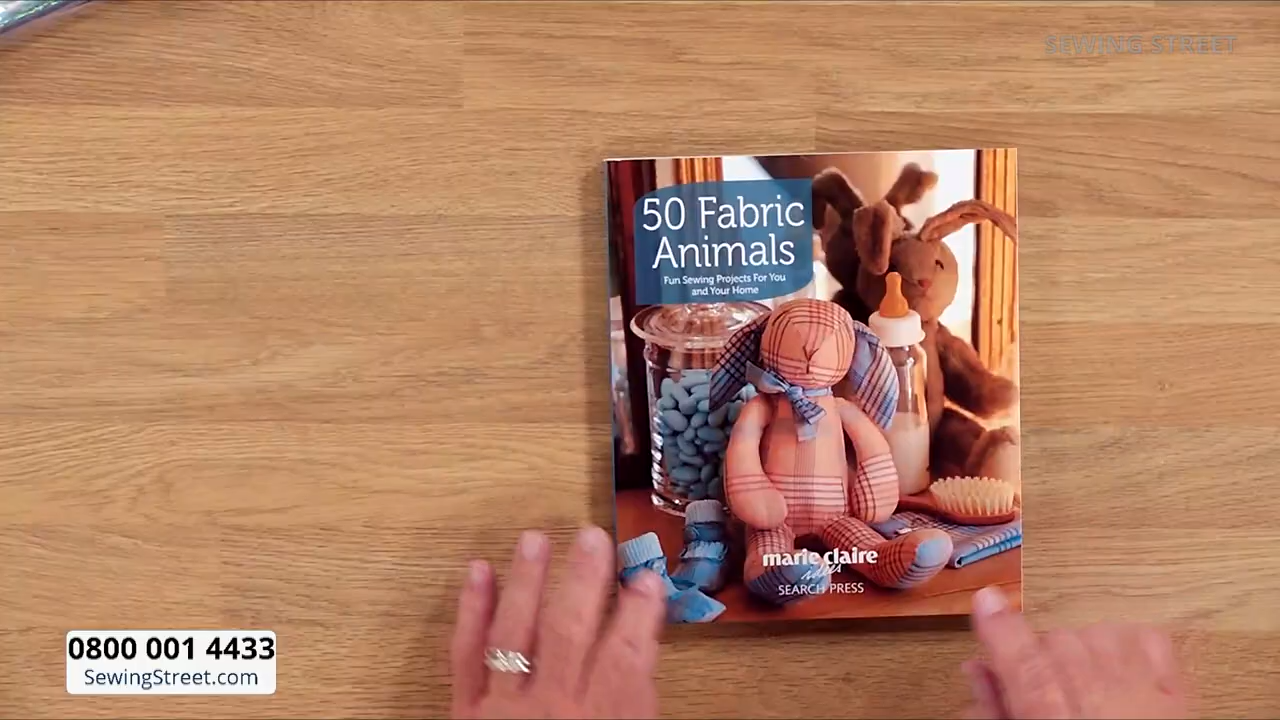 SEWING STREET
50 Fabric
Animals
Fun Sewing Projects For You
and Your Home
marie claire
idées
SEARCH PRESS
0800 001 4433
SewingStreet.com